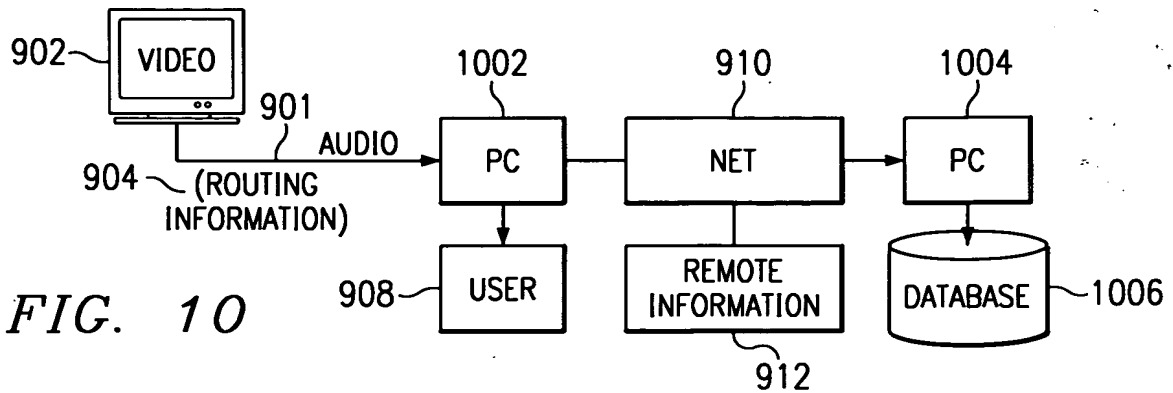 902
VIDEO
901
AUDIO
904
(ROUTING
INFORMATION)
1002
PC
910
NET
1004
PC
908
USER
REMOTE
INFORMATION
912
DATABASE
1006
FIG. 10